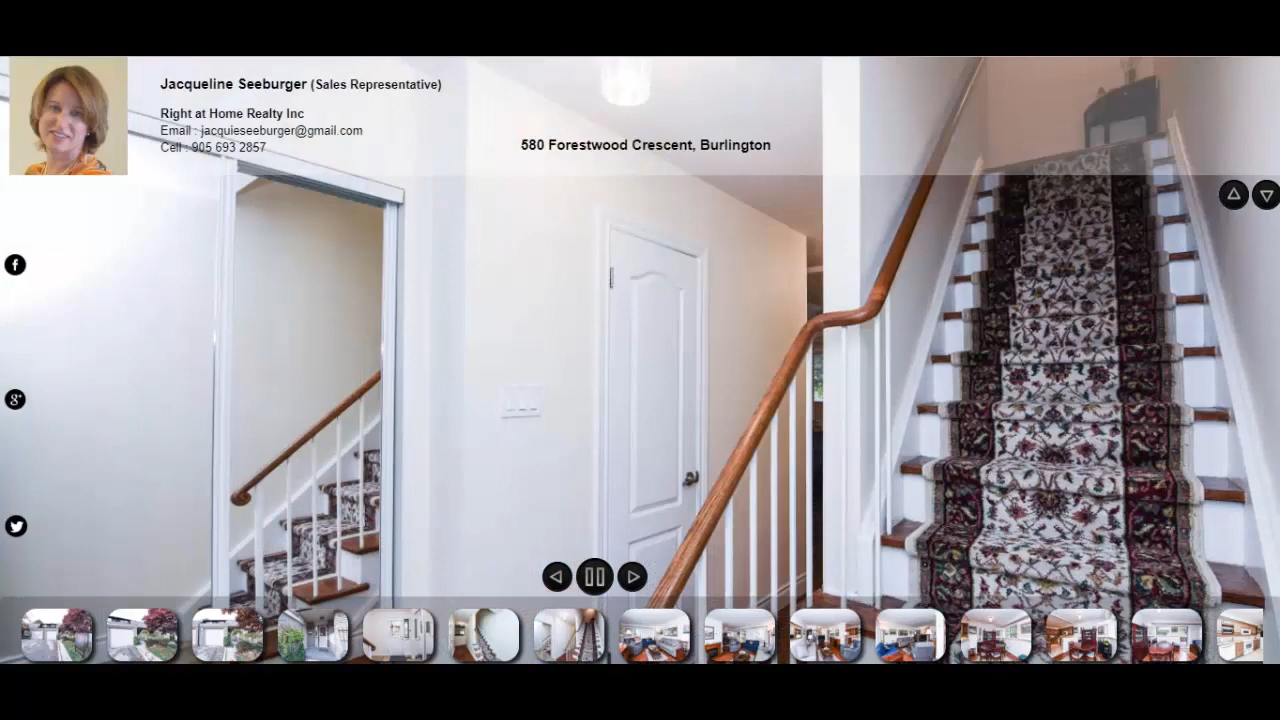 Jacqueline Seeburger (Sales Representative)
Right at Home Realty Inc
Email : jacquieseeburger@gmail.com
Cell : 905 693 2857
580 Forestwood Crescent, Burlington
f
g+